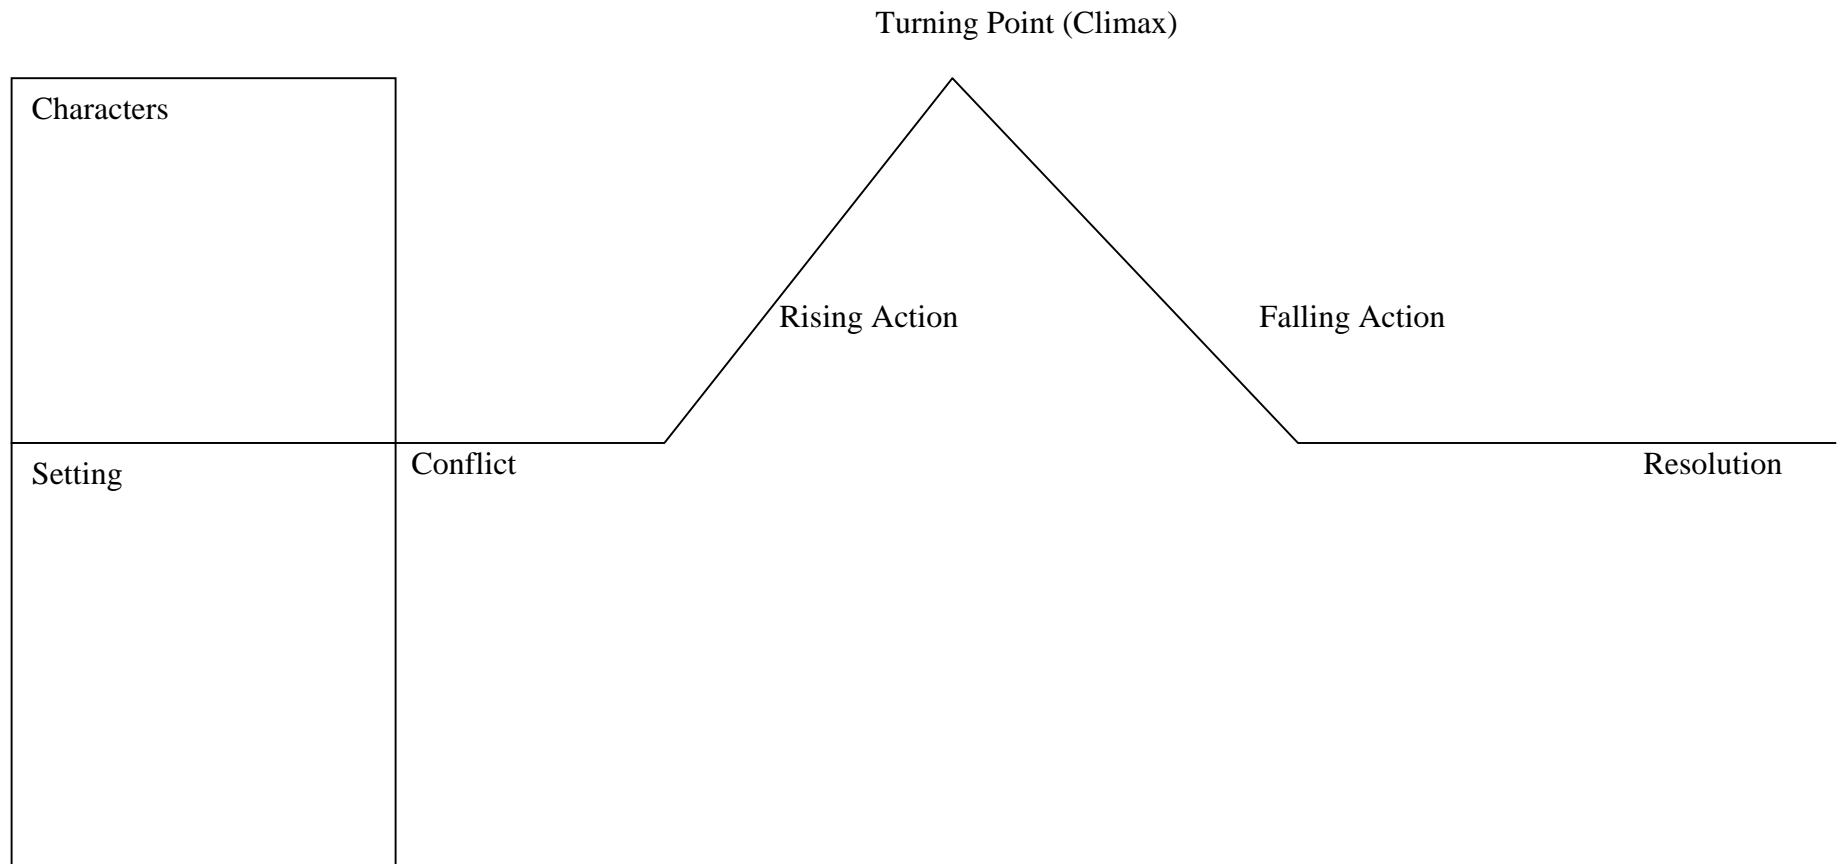 Turning Point (Climax)
Characters
Rising Action
Falling Action
Setting
Conflict
Resolution